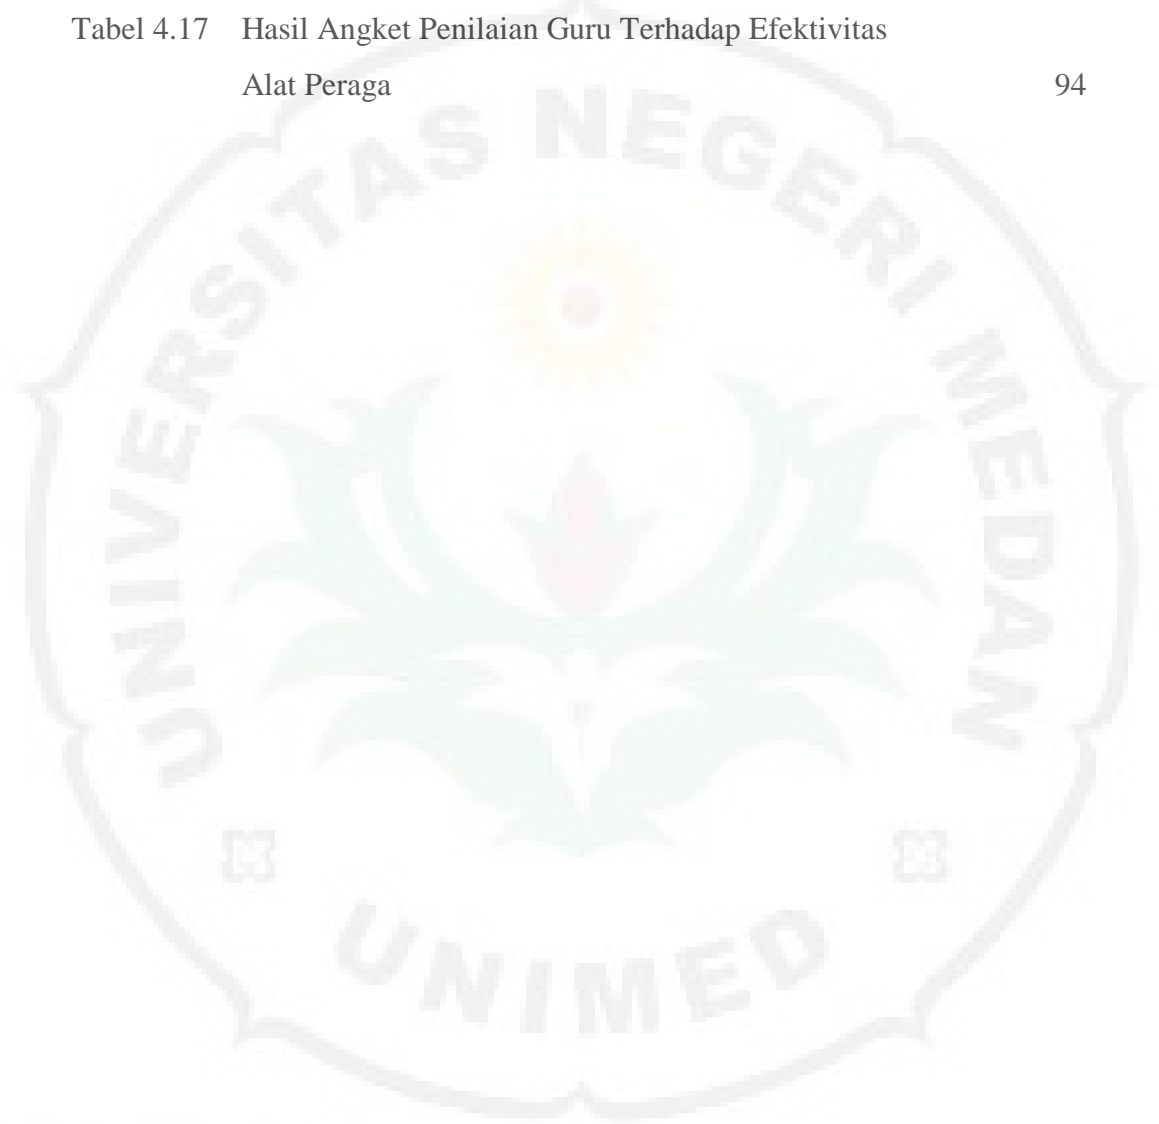 Tabel 4.17 Hasil Angket Penilaian Guru Terhadap Efektivitas
Alat Peraga 94
UNIVERSITAS NEGERI MEDAN
UNIMED